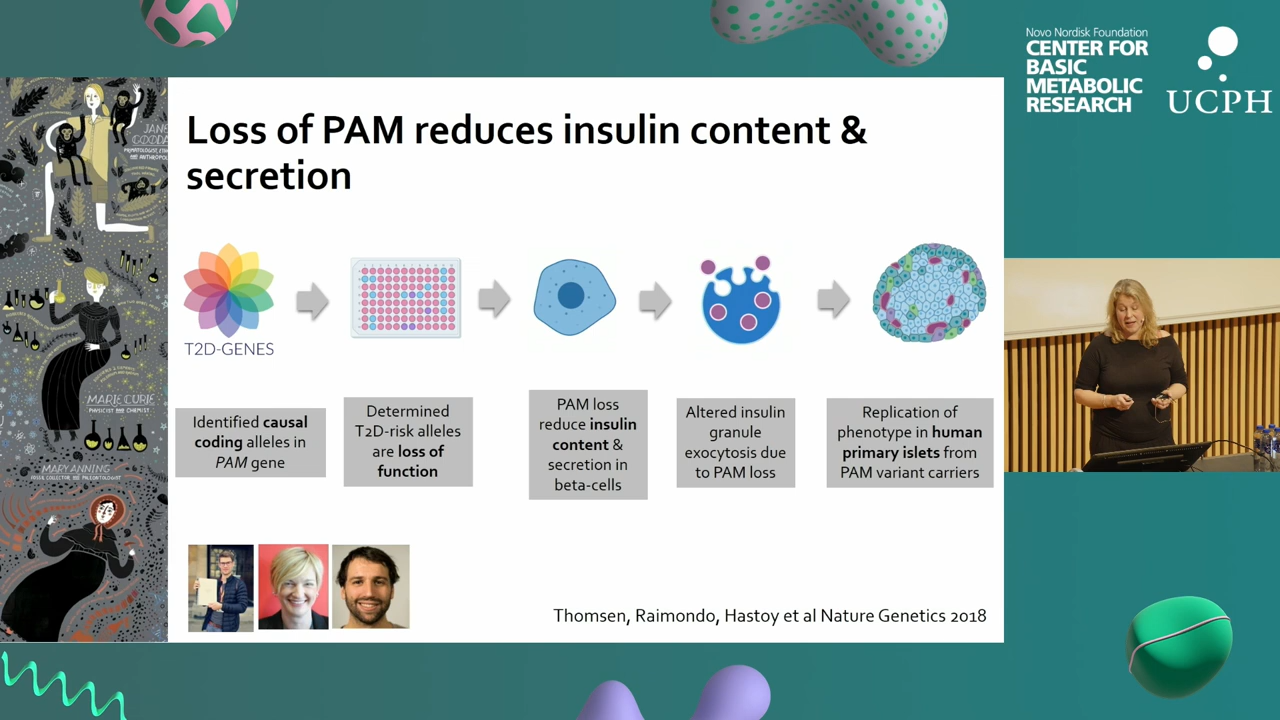 Novo Nordisk Foundation
CENTER FOR
BASIC
METABOLIC
RESEARCH
UCPH
JANE
PRIMATOLOGIST,
AND ANTHROPOL
MARIE CURIE
PHYSICIST AND CHEMIST
MARY ANNING
FOSSIL COLLECTOR AND PALEONTOLOGIST
Loss of PAM reduces insulin content &
secretion
T2D-GENES
Identified causal
coding alleles in
PAM gene
Determined
T2D-risk alleles
are loss of
function
PAM loss
reduce insulin
content &
secretion in
beta-cells
Altered insulin
granule
exocytosis due
to PAM loss
Replication of
phenotype in human
primary islets from
PAM variant carriers
Thomsen, Raimondo, Hastoy et al Nature Genetics 2018